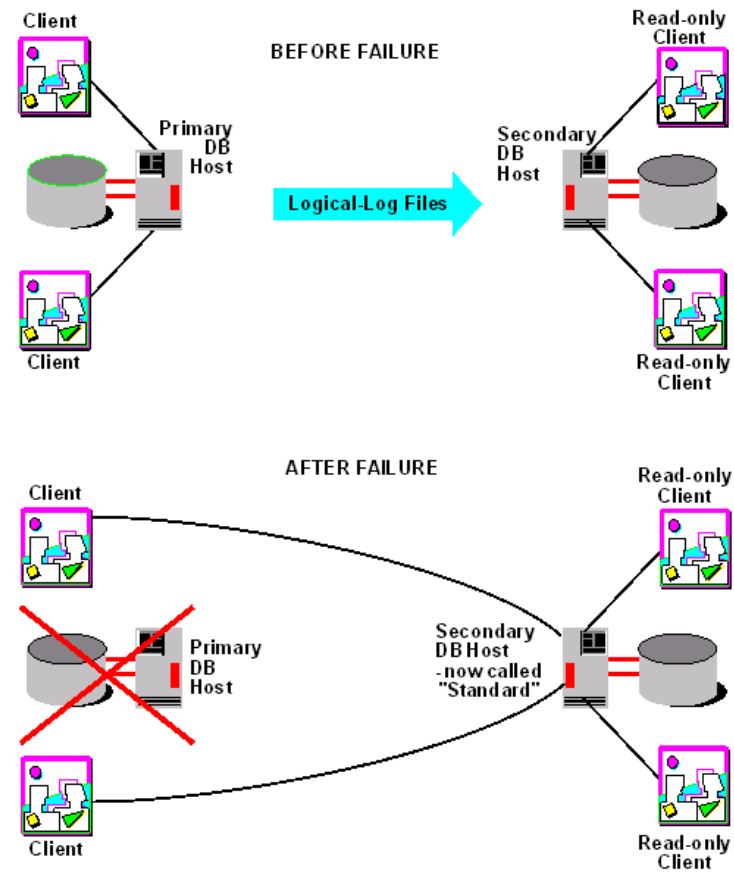 Client
Read-only
Client
BEFORE FAILURE
Primary
DB
Host
Secondary
DB
Host
Logical-Log Files
Client
Read-only
Client
AFTER FAILURE
Client
Read-only
Client
Primary
DB
Host
Secondary
DB Host
-now called
"Standard"
Client
Read-only
Client